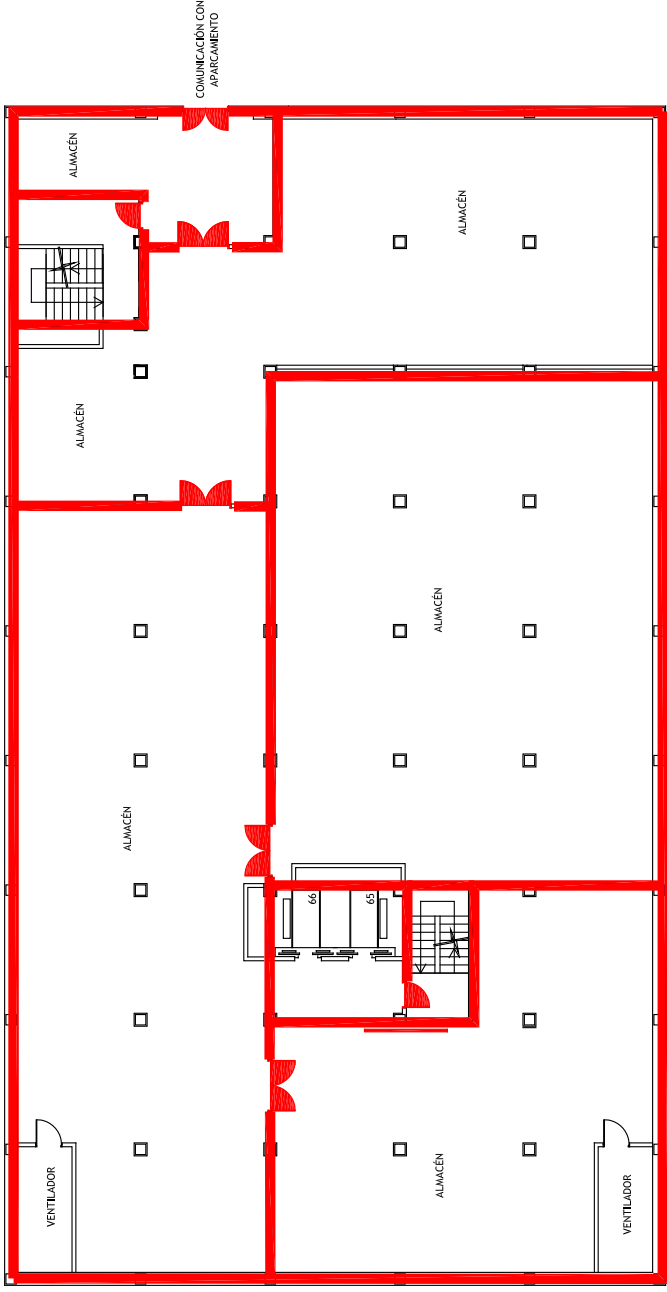 COMUNICACIÓN CON
APARCAMIENTO
ALMACÉN
ALMACÉN
ALMACÉN
ALMACÉN
ALMACÉN
66
65
ALMACÉN
VENTILADOR
VENTILADOR